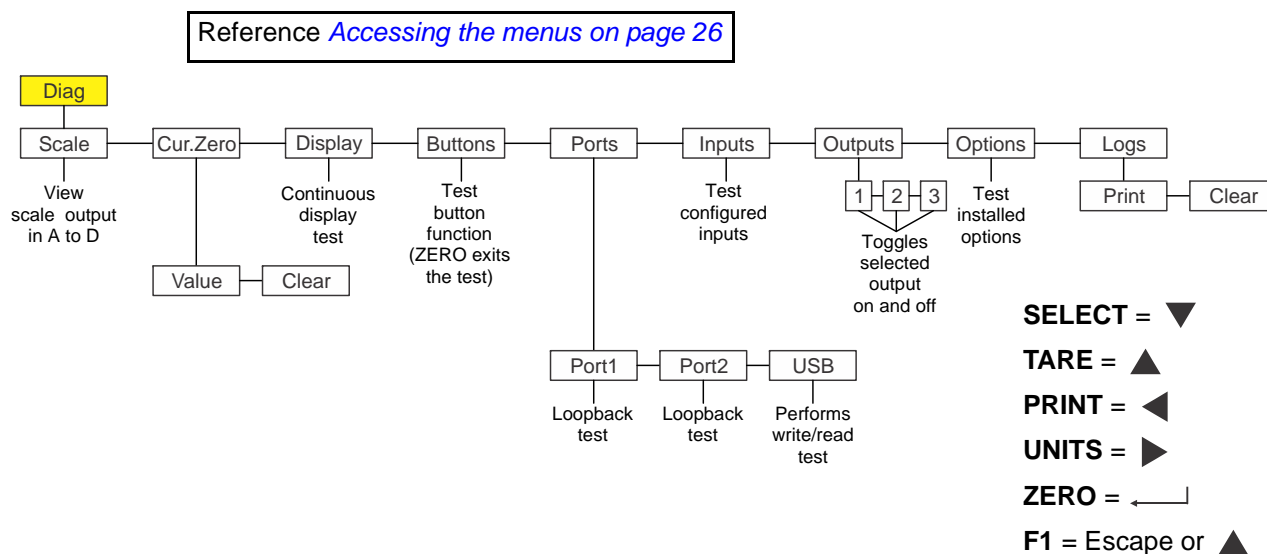 Reference Accessing the menus on page 26
Diag
Scale
Cur.Zero
Display
Buttons
Ports
Inputs
Outputs
Options
Logs
View
scale output
in A to D
Continuous
display
test
Test
button
function
(ZERO exits
the test)
Test
configured
inputs
1
2
3
Toggles
selected
output
on and off
Test
installed
options
Print
Clear
Value
Clear
Port1
Port2
USB
Loopback
test
Loopback
test
Performs
write/read
test
SELECT =
TARE =
PRINT =
UNITS =
ZERO =
F1 = Escape or